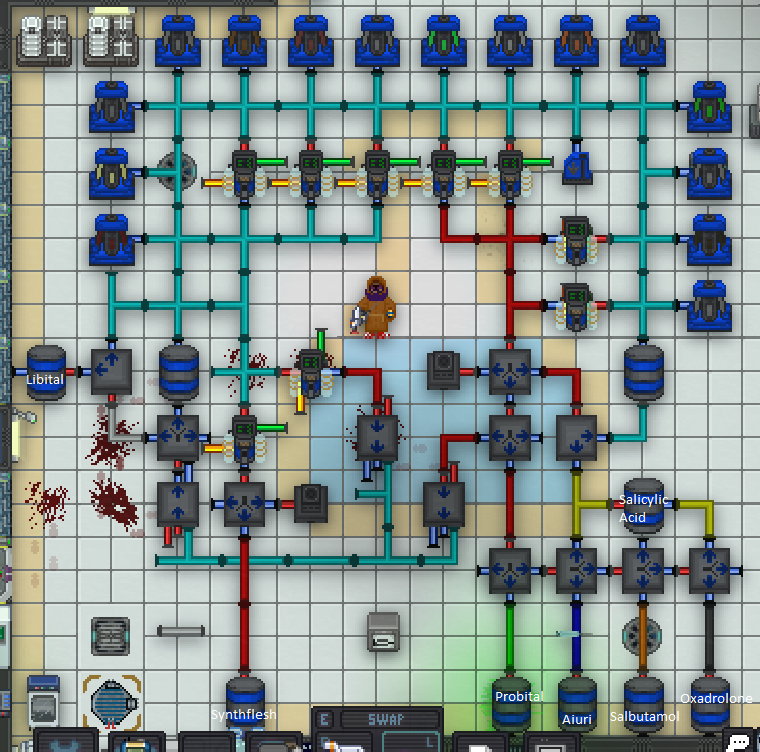 Libital
Salicylic
Acid
Probital
Oxadrolone
Synthflesh
Aiuri
Salbutamol
E
SWAP
L